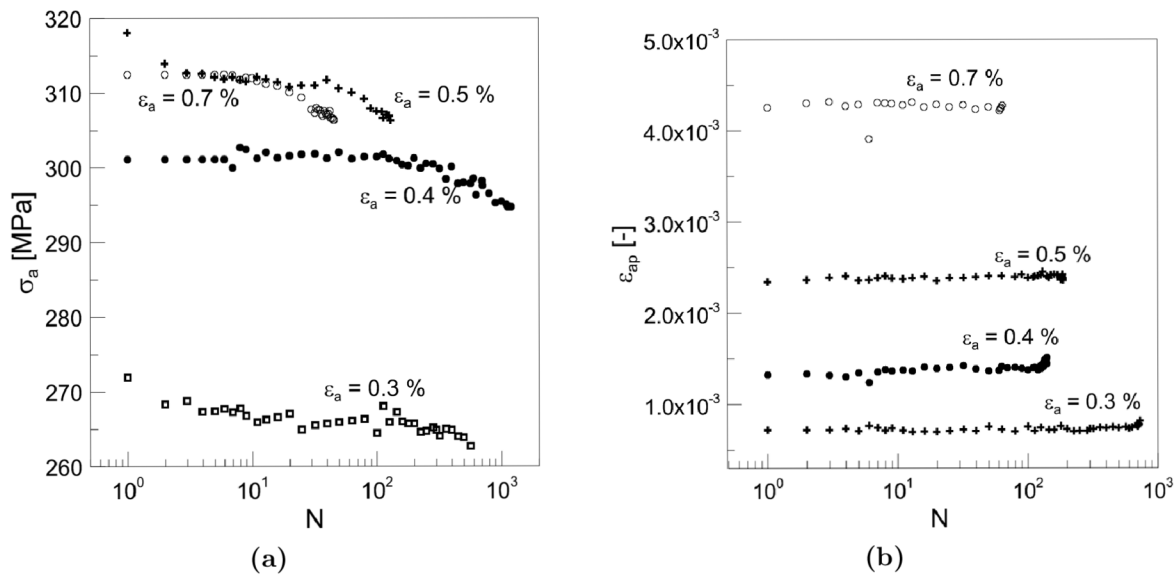 320
310
300
290
280
270
260
σa [MPa]
εa = 0.7 %
εa = 0.5 %
εa = 0.4 %
εa = 0.3 %
10^0
10^1
10^2
10^3
N
(a)
5.0x10^-3
4.0x10^-3
3.0x10^-3
2.0x10^-3
1.0x10^-3
εap [-]
εa = 0.7 %
εa = 0.5 %
εa = 0.4 %
εa = 0.3 %
10^0
10^1
10^2
10^3
N
(b)